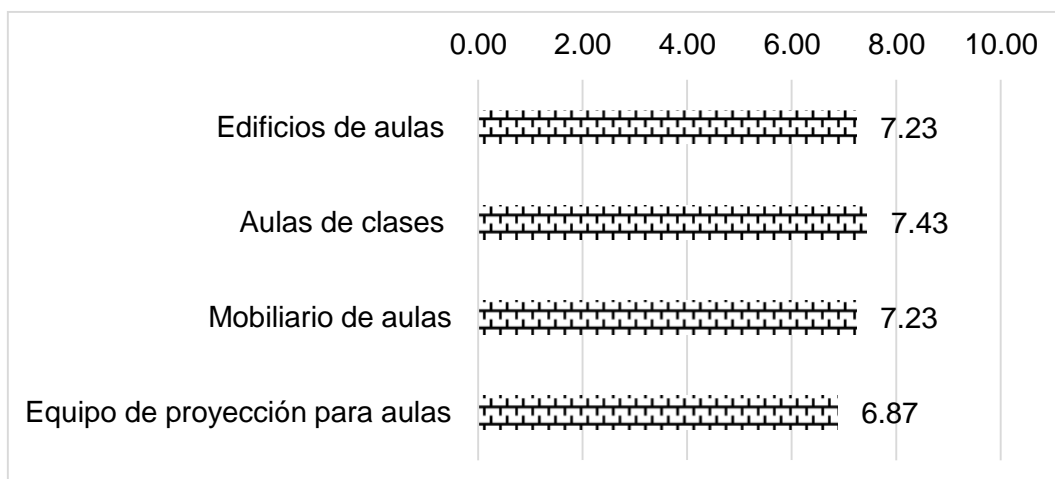 0.00 2.00 4.00 6.00 8.00 10.00
Edificios de aulas 7.23
Aulas de clases 7.43
Mobiliario de aulas 7.23
Equipo de proyección para aulas 6.87